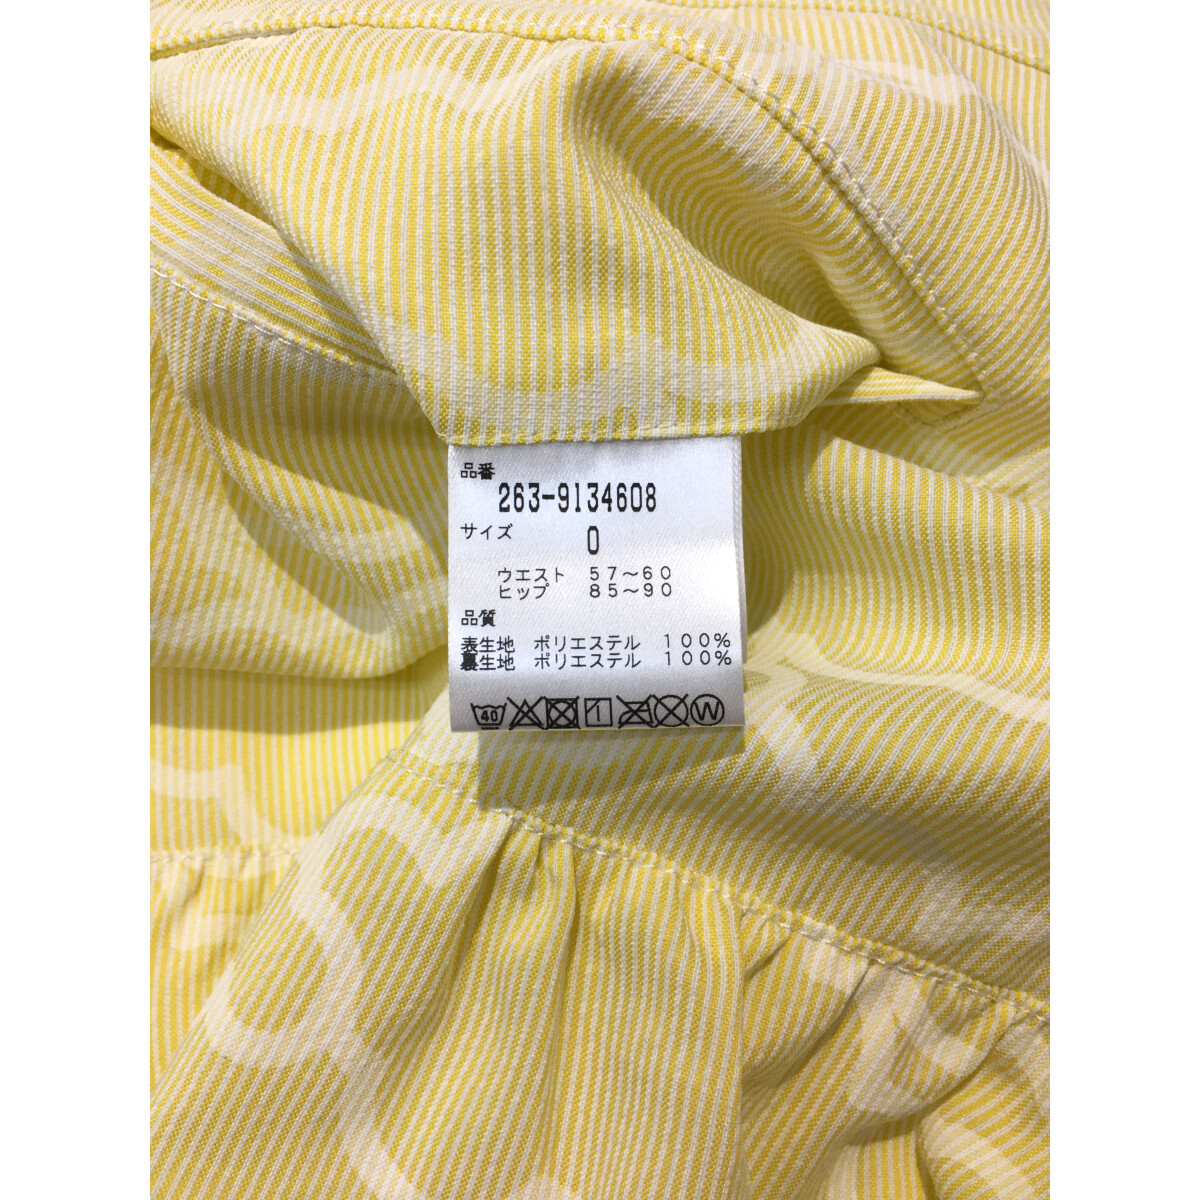 品番
263-9134608
サイズ
0
ウエスト 57～60
ヒップ 85～90
品質
表生地 ポリエステル 100%
裏生地 ポリエステル 100%
40 1 W